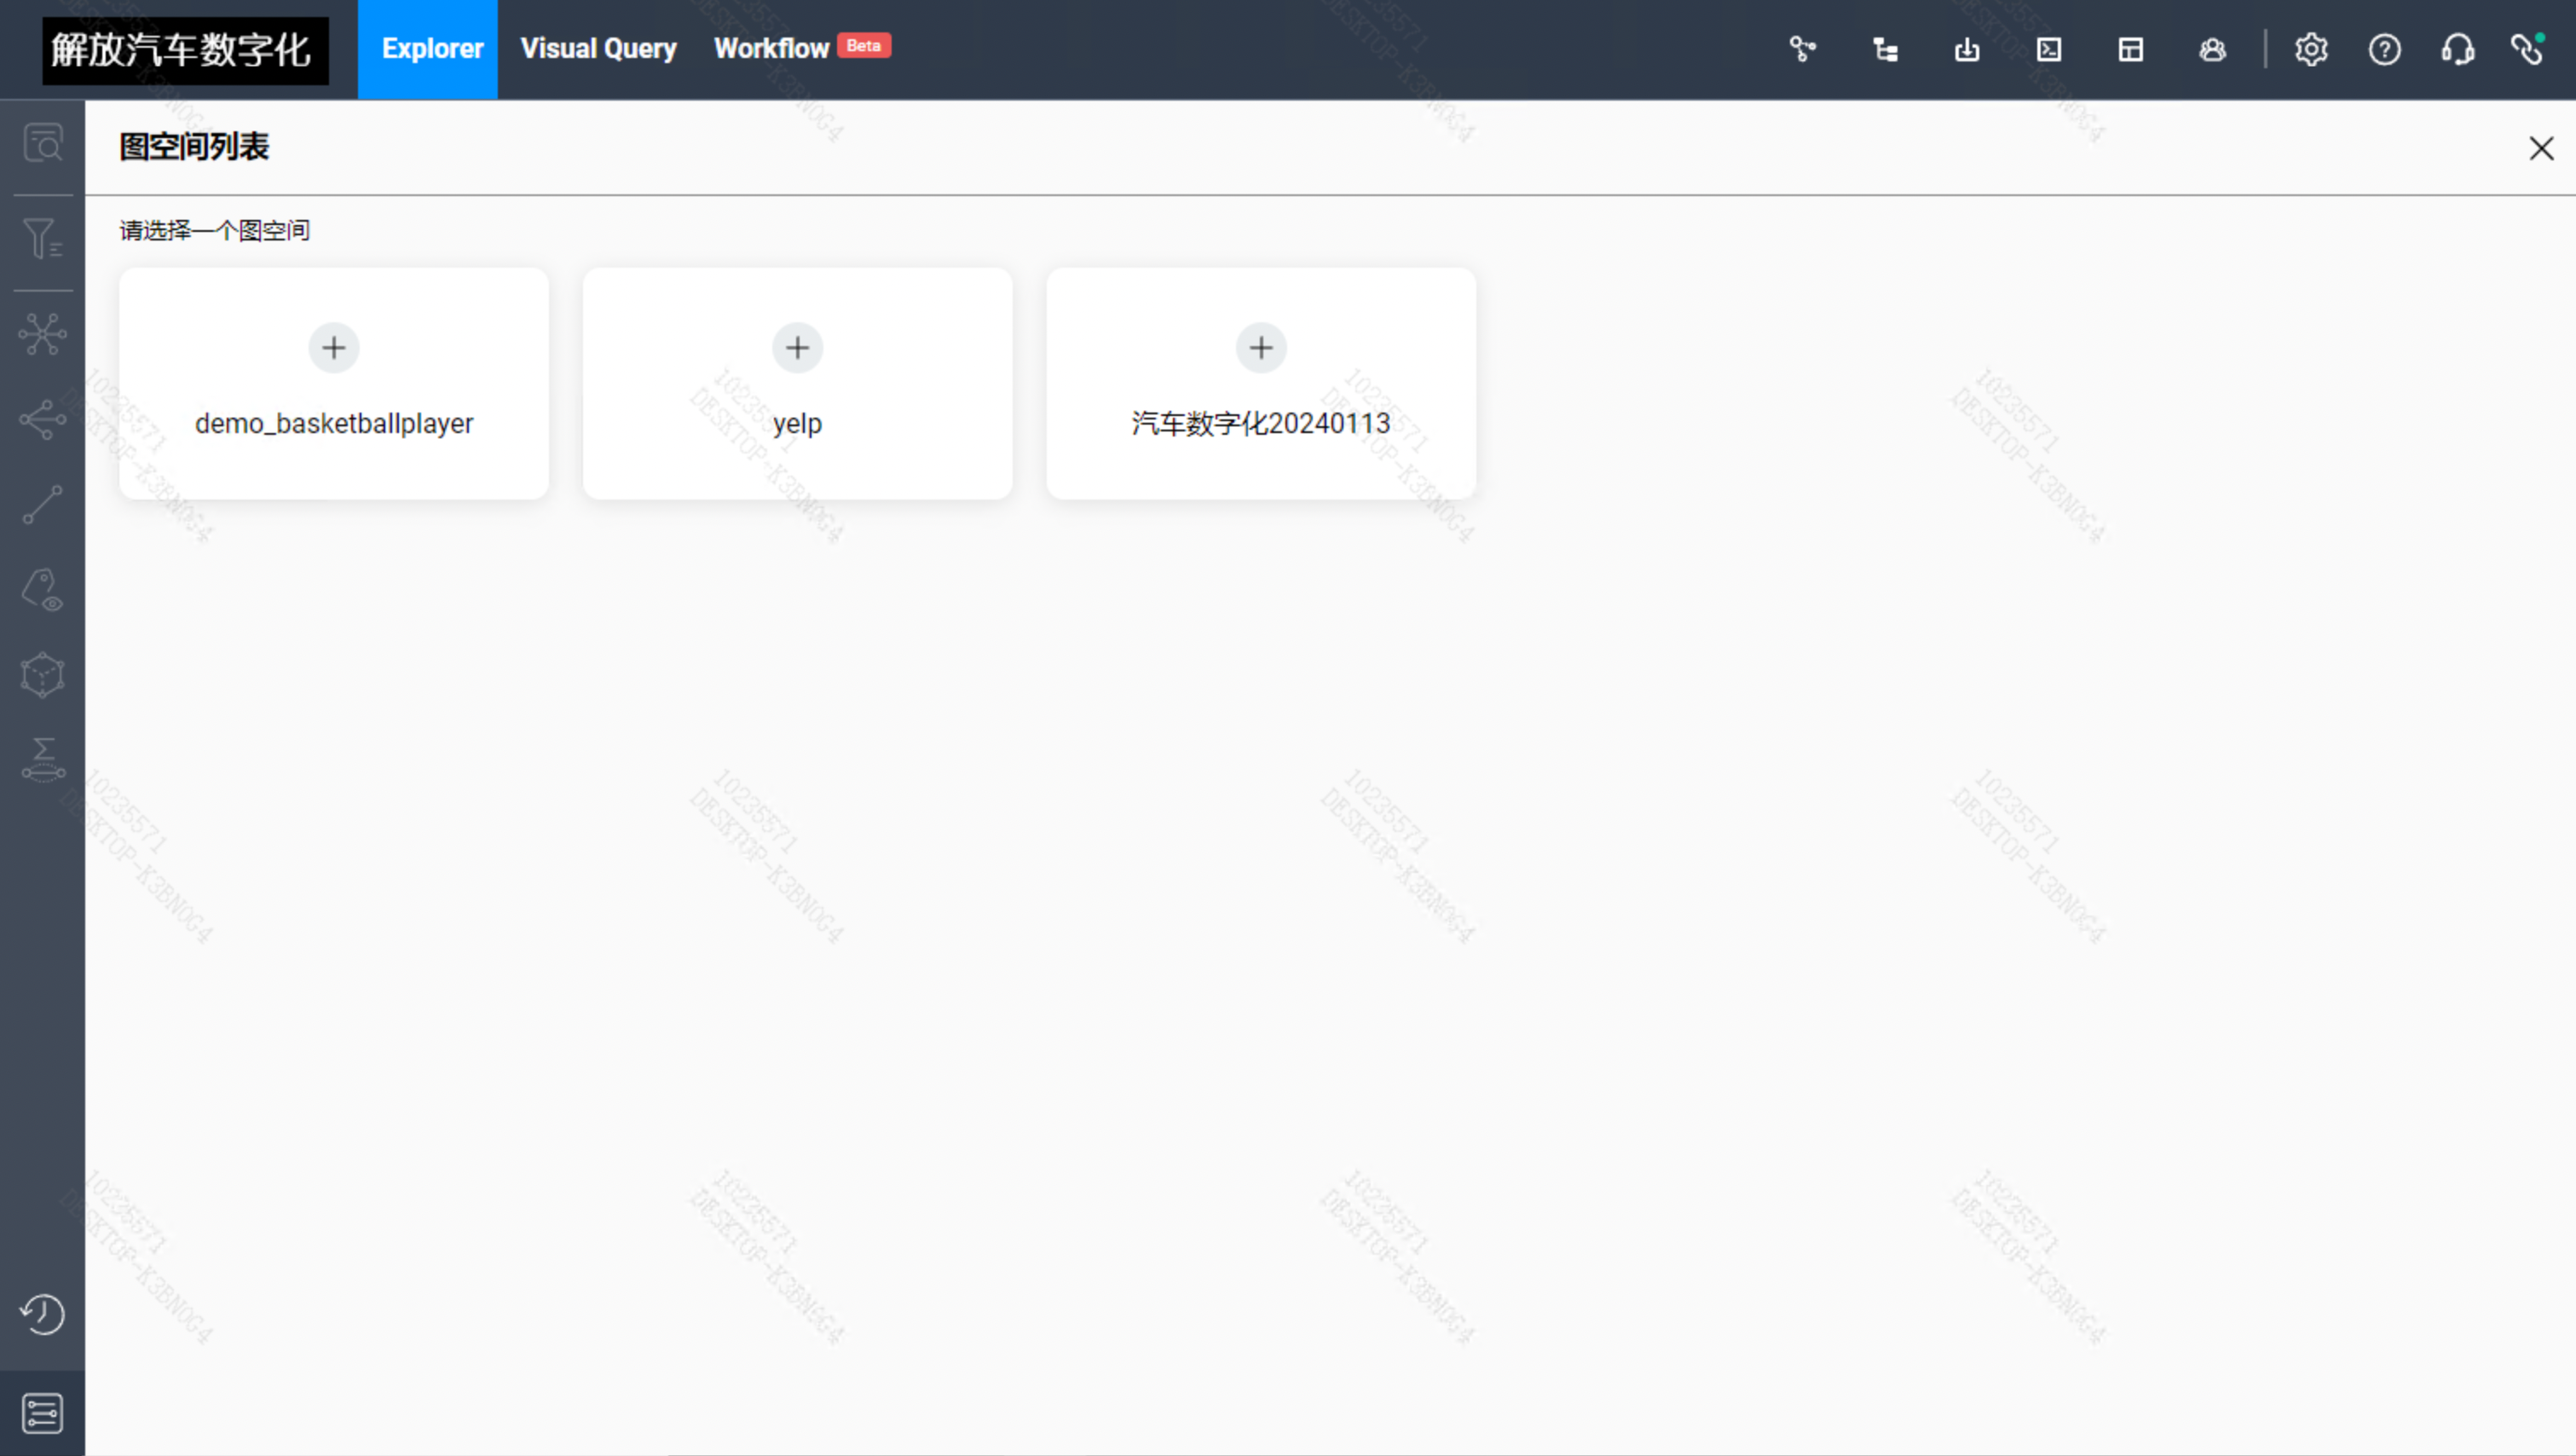 解放汽车数字化 Explorer Visual Query Workflow Beta
图空间列表
请选择一个图空间
demo_basketballplayer yelp 汽车数字化20240113
10235571
DESKTOP-K3BN0G4